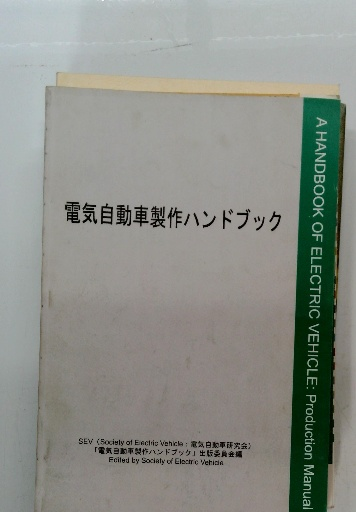 電気自動車製作ハンドブック
A HANDBOOK OF ELECTRIC VEHICLE: Production Manual
SEV（Society of Electric Vehicle：電気自動車研究会）
「電気自動車製作ハンドブック」出版委員会編
Edited by Society of Electric Vehicle